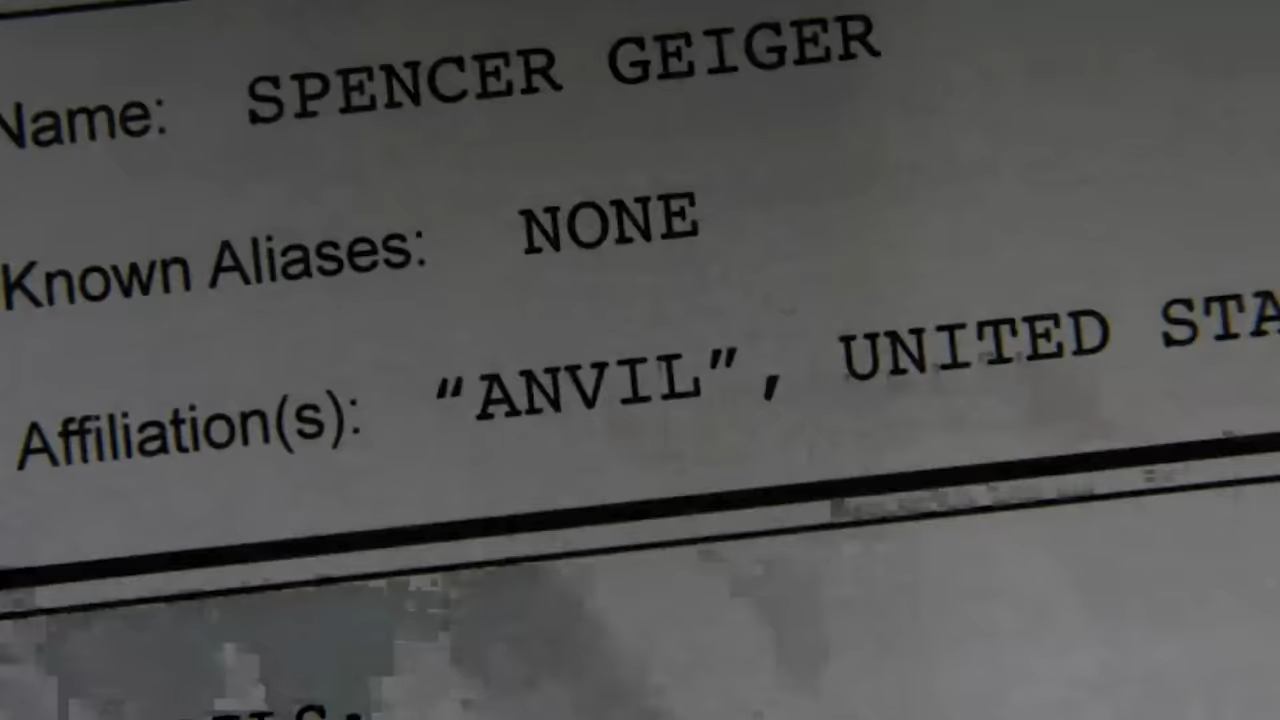 Name: SPENCER GEIGER
Known Aliases: NONE
Affiliation(s): “ANVIL”, UNITED STA